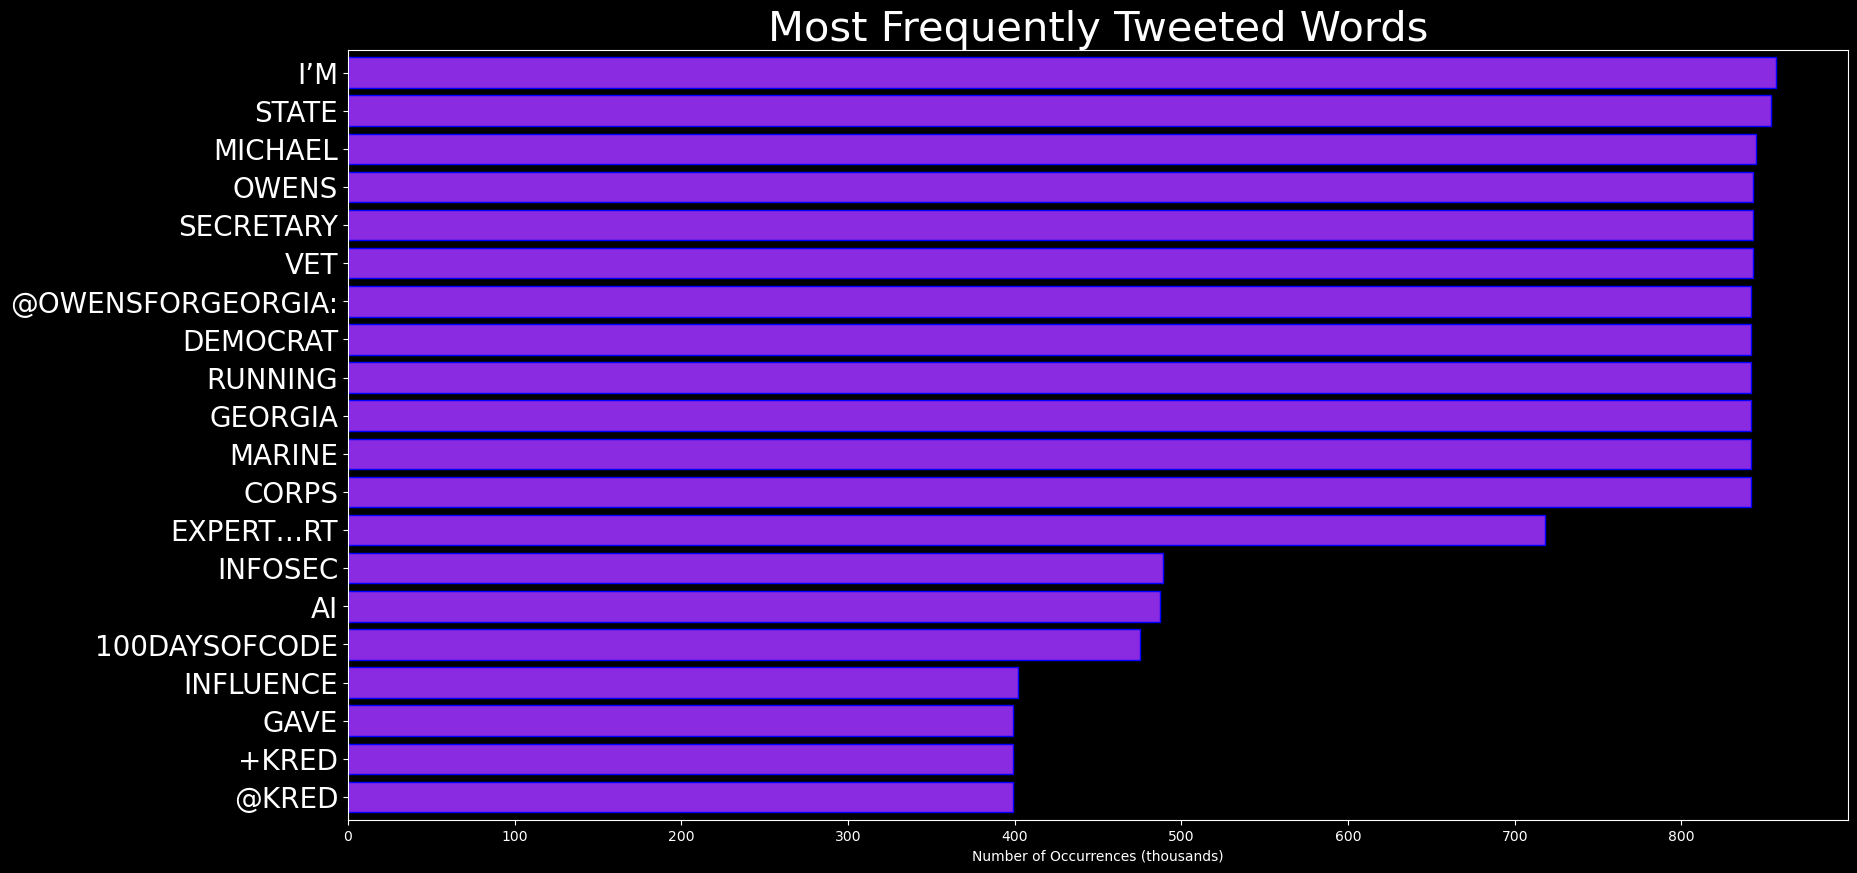 Most Frequently Tweeted Words
I’M
STATE
MICHAEL
OWENS
SECRETARY
VET
@OWENSFORGEORGIA:
DEMOCRAT
RUNNING
GEORGIA
MARINE
CORPS
EXPERT…RT
INFOSEC
AI
100DAYSOFCODE
INFLUENCE
GAVE
+KRED
@KRED
0 100 200 300 400 500 600 700 800
Number of Occurrences (thousands)